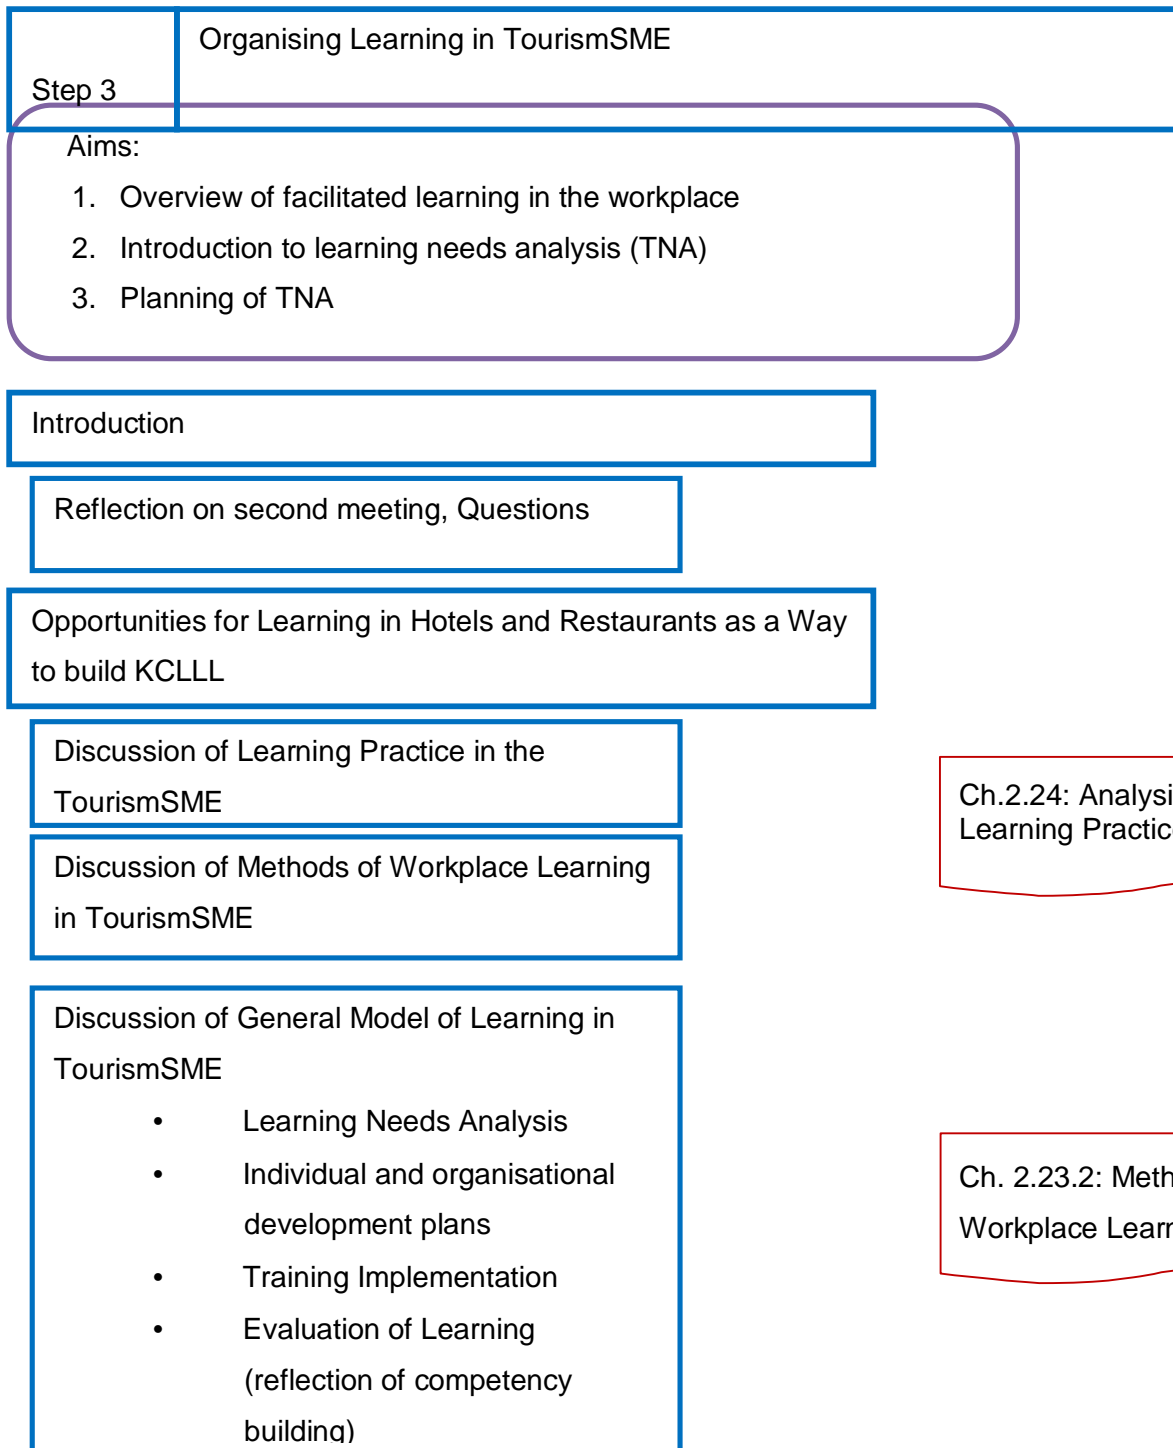 Organising Learning in TourismSME
Step 3
Aims:
1. Overview of facilitated learning in the workplace
2. Introduction to learning needs analysis (TNA)
3. Planning of TNA
Introduction
Reflection on second meeting, Questions
Opportunities for Learning in Hotels and Restaurants as a Way
to build KCLLL
Discussion of Learning Practice in the
TourismSME
Ch.2.24:
Learning
Discussion of Methods of Workplace Learning
in TourismSME
Discussion of General Model of Learning in
TourismSME
• Learning Needs Analysis
• Individual and organisational
development plans
• Training Implementation
• Evaluation of Learning
(reflection of competency
building)
Ch. 2.23.2:
Workplace